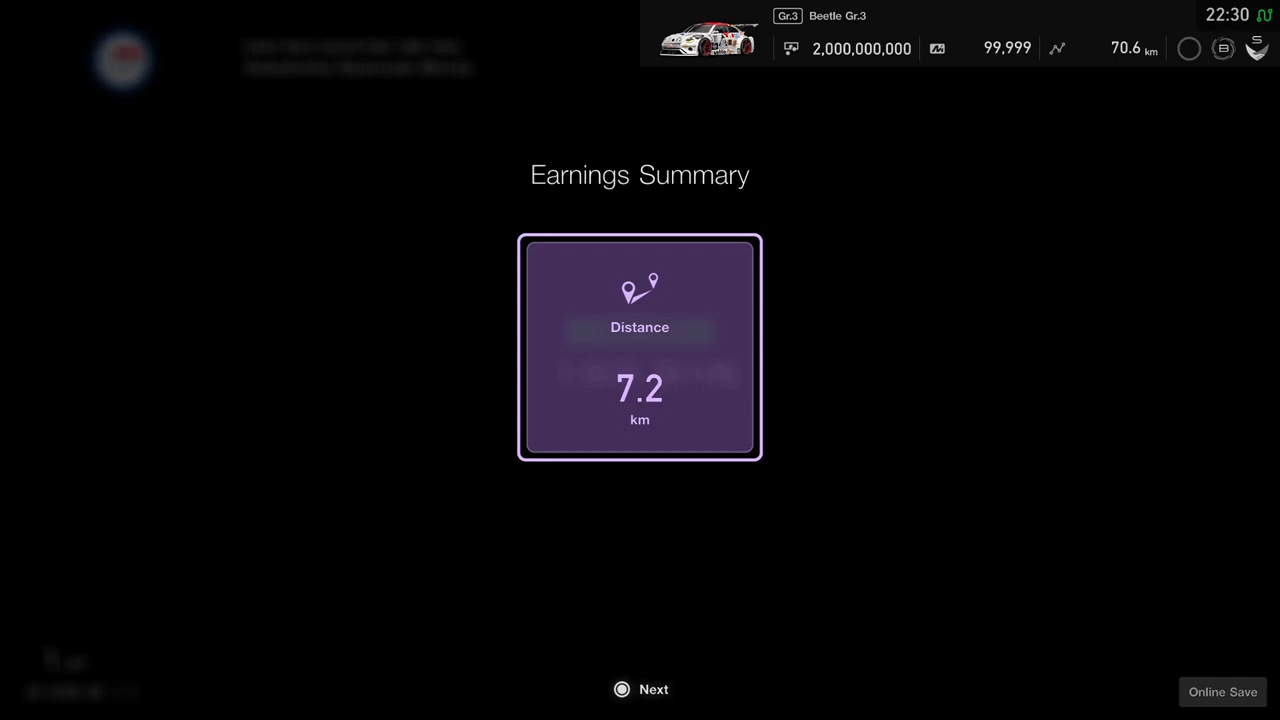 Gr.3 Beetle Gr.3
22:30
2,000,000,000
99,999
70.6 km
B
S
Earnings Summary
Distance
7.2
km
Next
Online Save